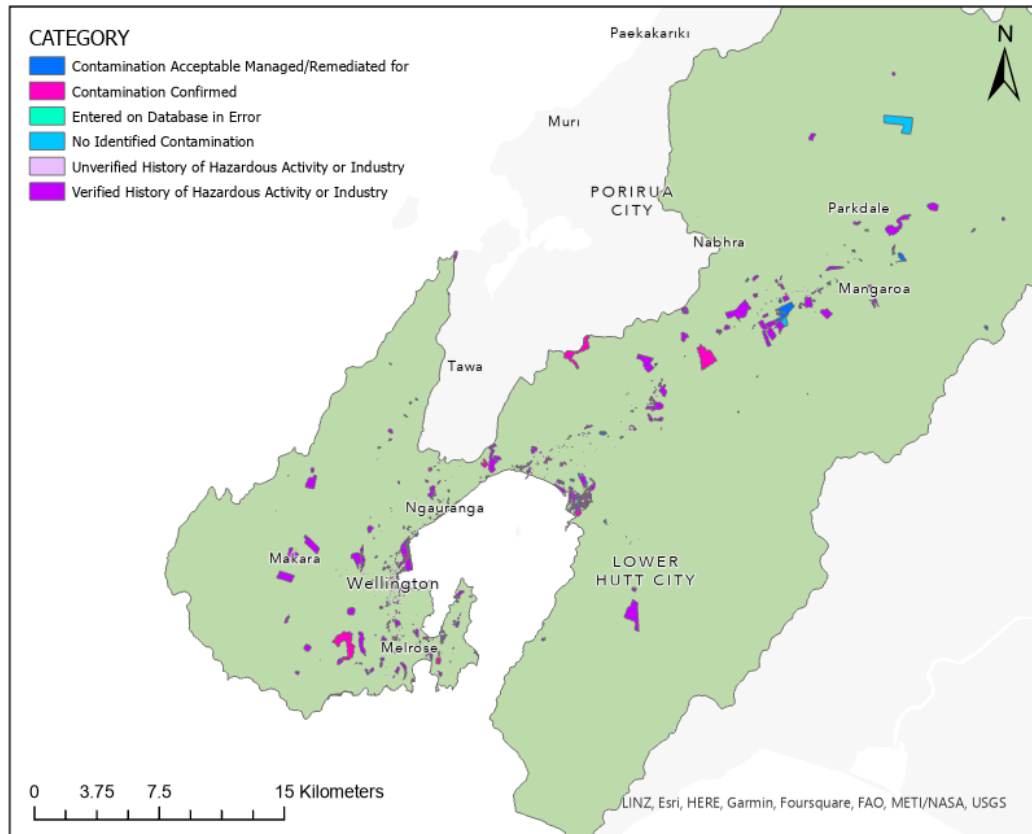 CATEGORY
Contamination Acceptable Managed/Remediated for
Contamination Confirmed
Entered on Database in Error
No Identified Contamination
Unverified History of Hazardous Activity or Industry
Verified History of Hazardous Activity or Industry
N
Paekakariki
Muri
PORIRUA
CITY
Parkdale
Nabhra
Mangaroa
Tawa
Ngauranga
Makara
Wellington
LOWER
HUTT CITY
Melrose
0 3.75 7.5 15 Kilometers
LINZ, Esri, HERE, Garmin, Foursquare, FAO, METI/NASA, USGS